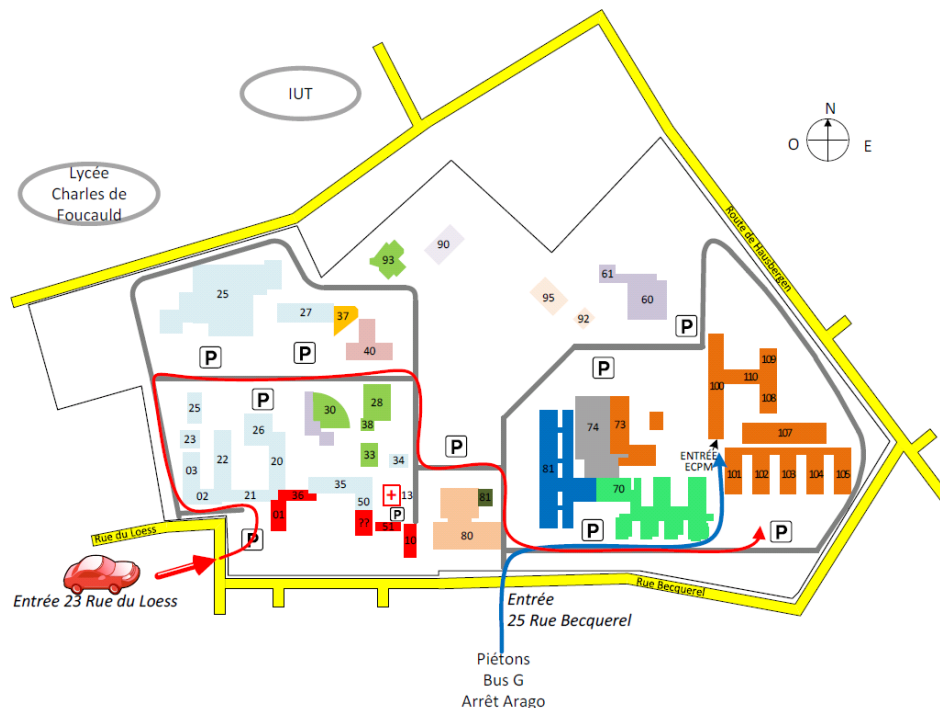 IUT
N
O
E
Lycée
Charles de
Foucauld
Route de Hausbergen
93
90
25
61
60
95
92
27
37
40
P
P
P
P
P
109
110
100
108
25
26
30
28
38
74
73
107
23
22
20
33
34
P
ENTRÉE
ECPM
03
35
81
101
102
103
104
105
02
21
36
50
13
81
70
01
??
P
51
10
80
P
P
P
Rue du Loess
Entrée 23 Rue du Loess
Rue Becquerel
Entrée
25 Rue Becquerel
Piétons
Bus G
Arrêt Arago